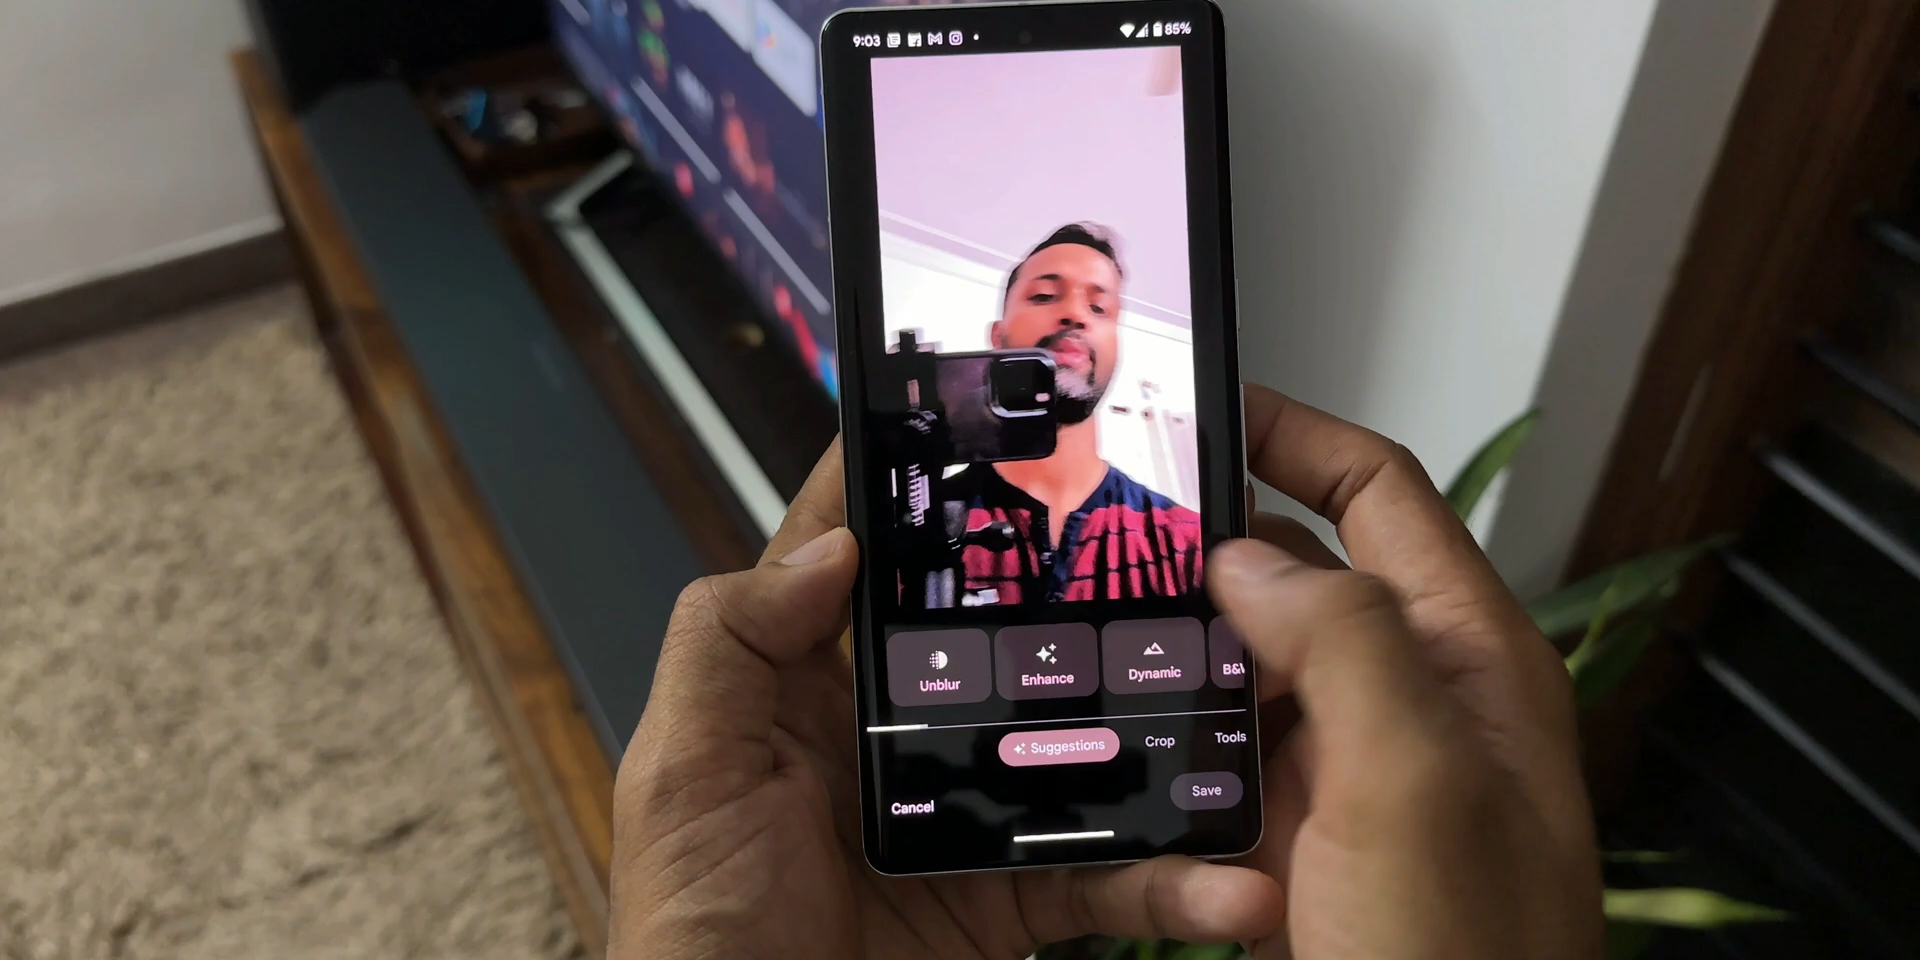 9:03 85%
Unblur Enhance Dynamic
Suggestions Crop Tools
Save
Cancel